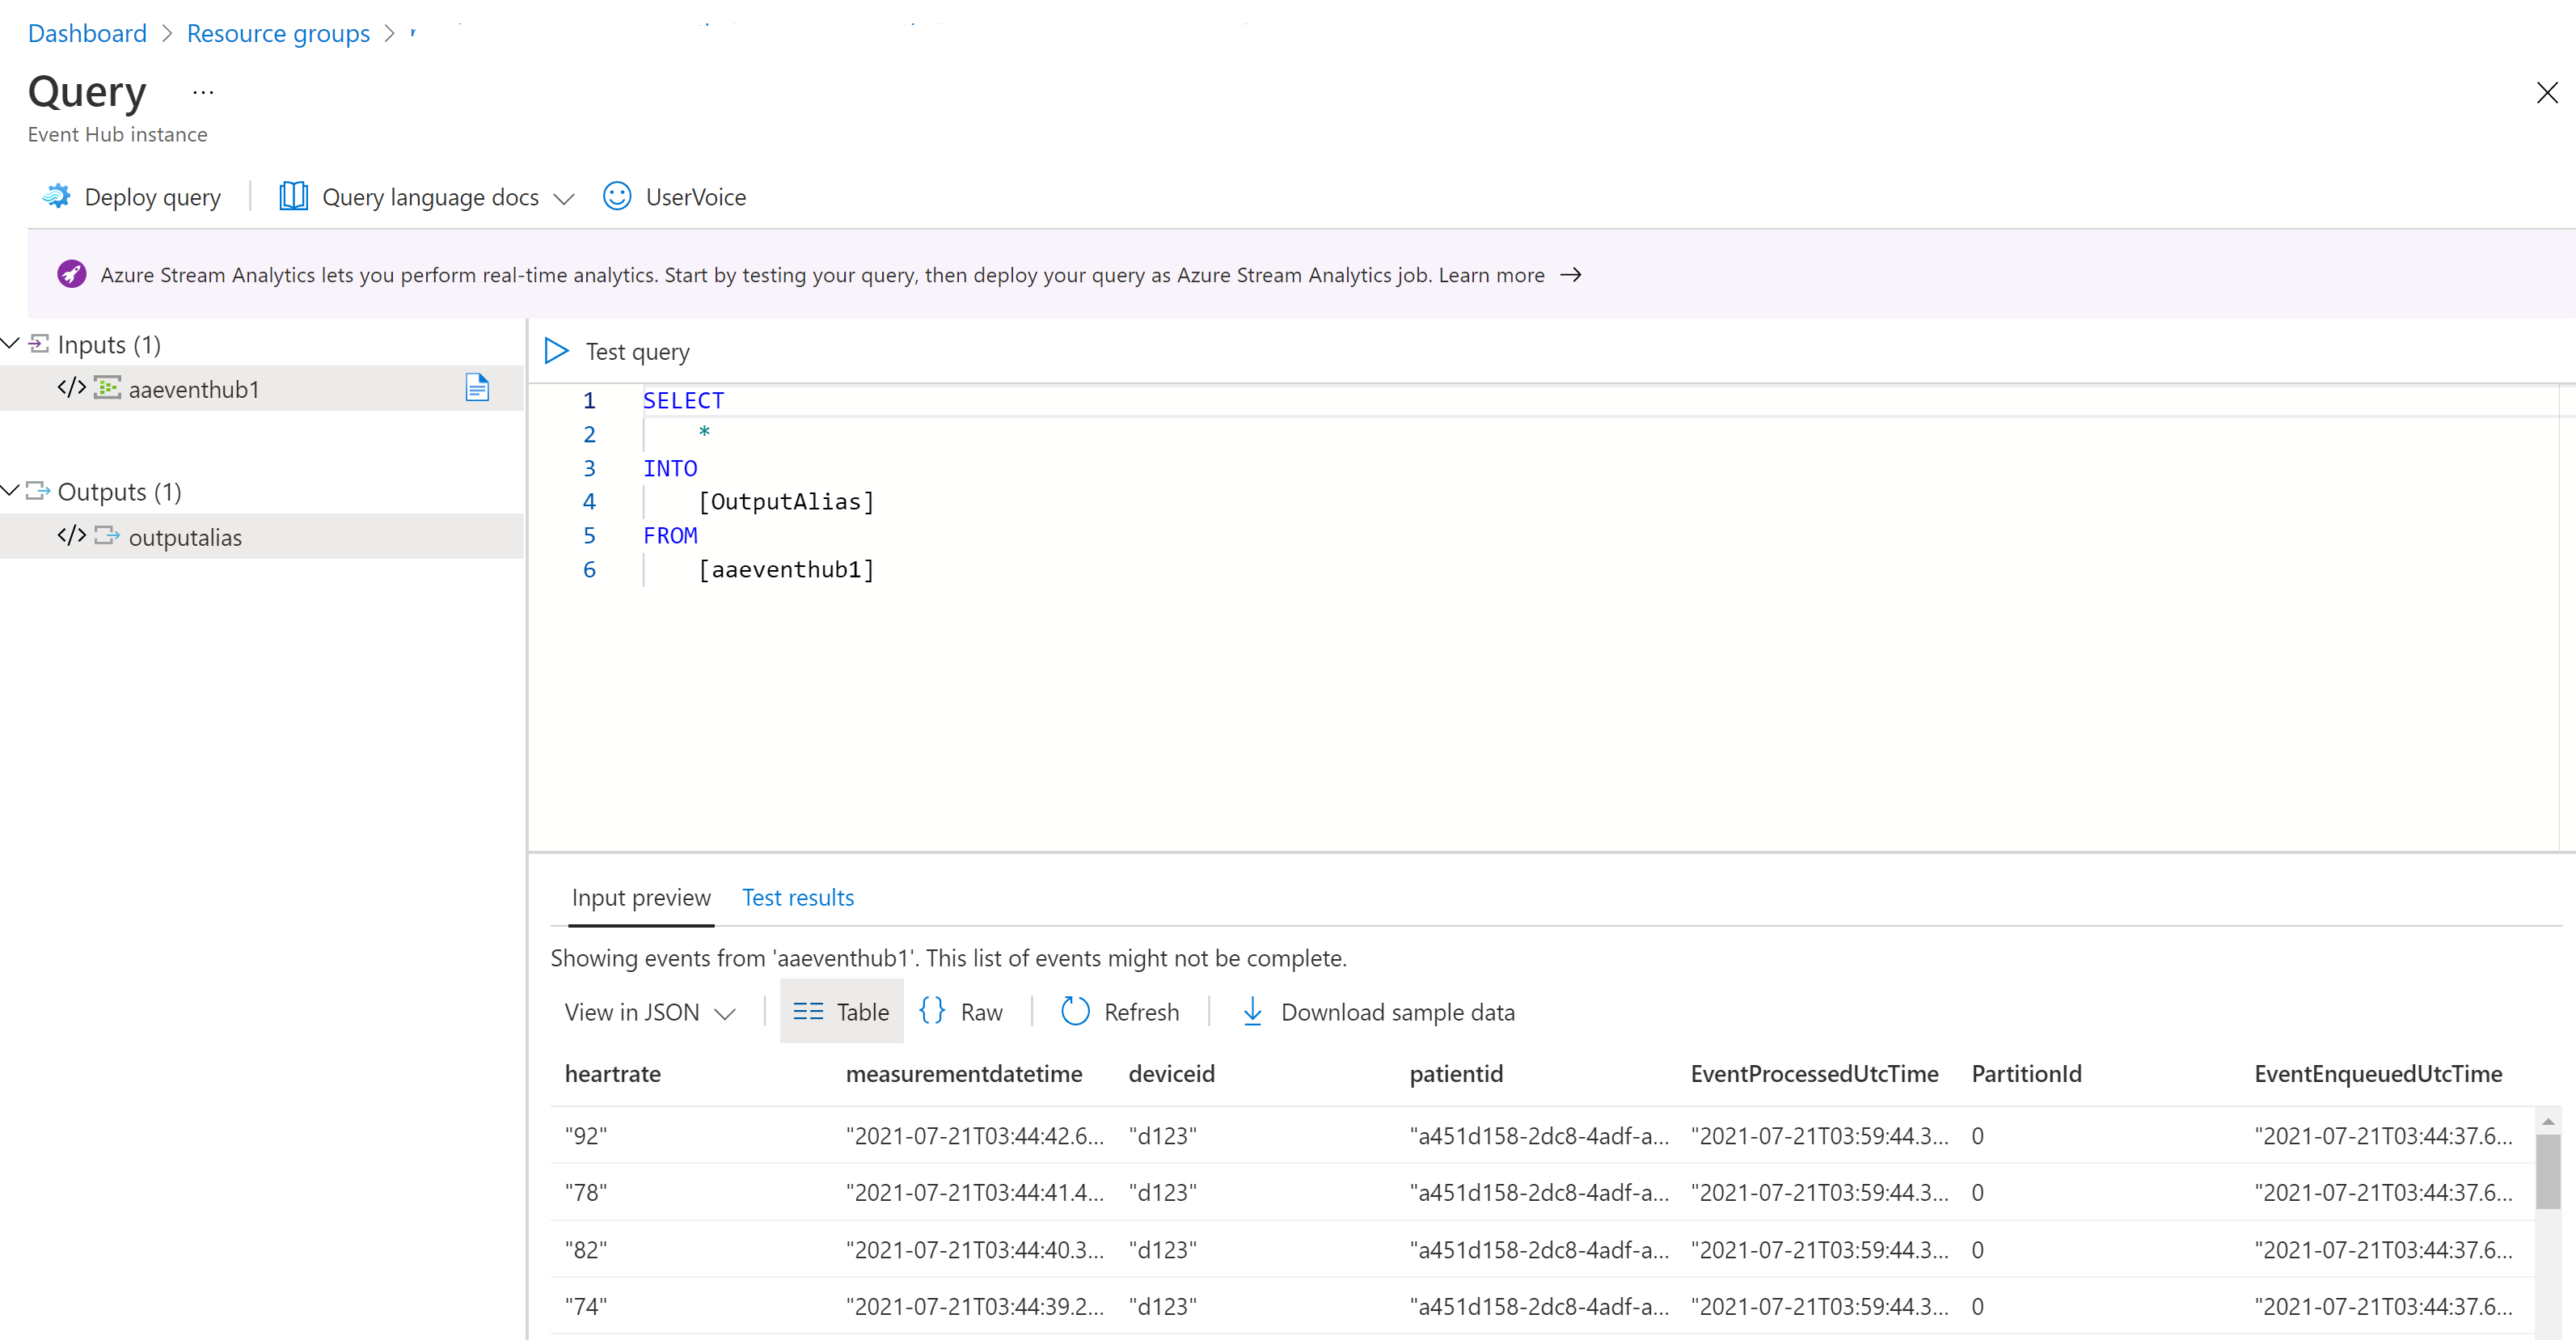 Dashboard > Resource groups >
Query ...
Event Hub instance
Deploy query Query language docs UserVoice
Azure Stream Analytics lets you perform real-time analytics. Start by testing your query, then deploy your query as Azure Stream Analytics job. Learn more →
Inputs (1)
</> aaeventhub1
Outputs (1)
</> outputalias
Test query
1 SELECT
2 *
3 INTO
4 [OutputAlias]
5 FROM
6 [aaeventhub1]
Input preview Test results
Showing events from 'aaeventhub1'. This list of events might not be complete.
View in JSON Table {} Raw Refresh Download sample data
heartrate measurementdatetime deviceid patientid EventProcessedUtcTime PartitionId EventEnqueuedUtcTime
"92" "2021-07-21T03:44:42.6... "d123" "a451d158-2dc8-4adf-a... "2021-07-21T03:59:44.3... 0 "2021-07-21T03:44:37.6...
"78" "2021-07-21T03:44:41.4... "d123" "a451d158-2dc8-4adf-a... "2021-07-21T03:59:44.3... 0 "2021-07-21T03:44:37.6...
"82" "2021-07-21T03:44:40.3... "d123" "a451d158-2dc8-4adf-a... "2021-07-21T03:59:44.3... 0 "2021-07-21T03:44:37.6...
"74" "2021-07-21T03:44:39.2... "d123" "a451d158-2dc8-4adf-a... "2021-07-21T03:59:44.3... 0 "2021-07-21T03:44:37.6...